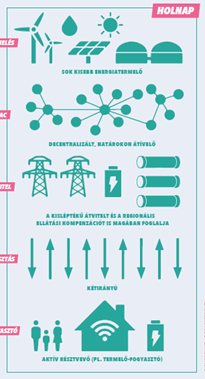 HOLNAP
ELÉS
SOK KISEBB ENERGIATERMELŐ
AC
DECENTRALIZÁLT, HATÁROKON ÁTÍVELŐ
ITEL
A KISLÉPTÉKŰ ÁTVITELT ÉS A REGIONÁLIS
ELLÁTÁSI KOMPENZÁCIÓT IS MAGÁBAN FOGLALJA
ZTÁS
KÉTIRÁNYÚ
ASZTÓ
AKTÍV RÉSZTVEVŐ (PL. TERMELŐ-FOGYASZTÓ)